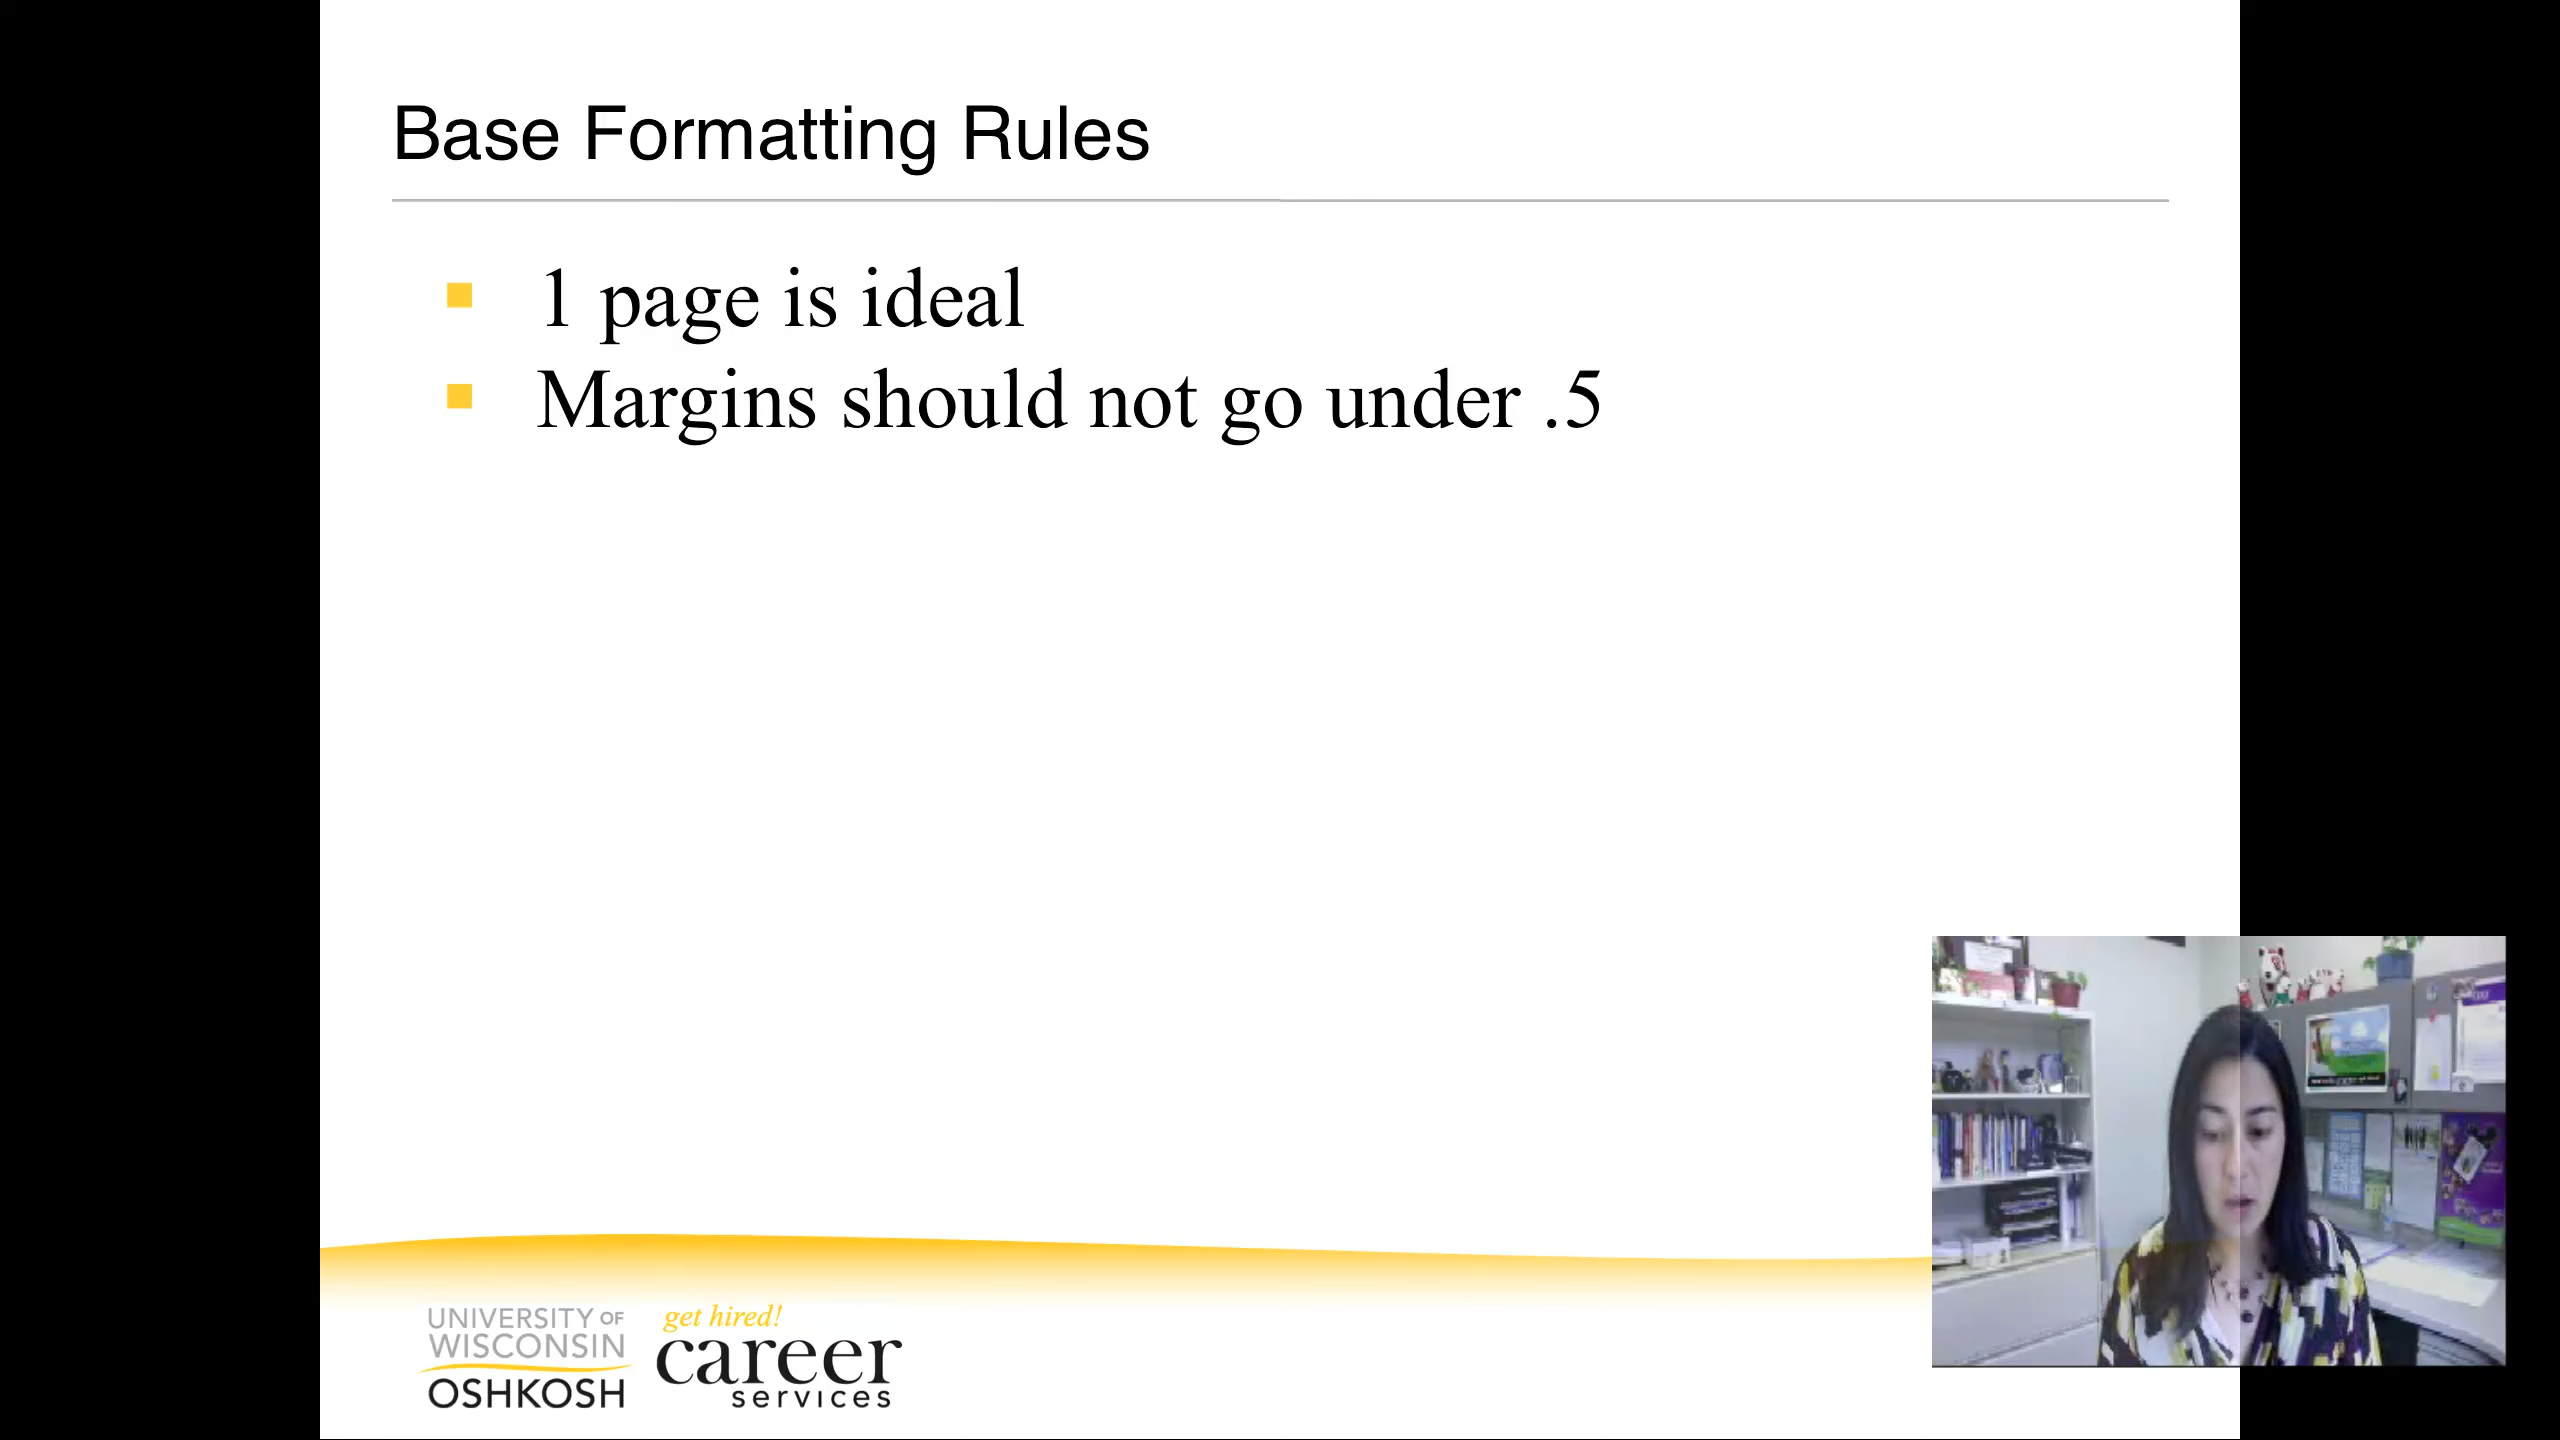 Base Formatting Rules
1 page is ideal
Margins should not go under .5
UNIVERSITY OF
WISCONSIN
OSHKOSH
get hired!
career
services